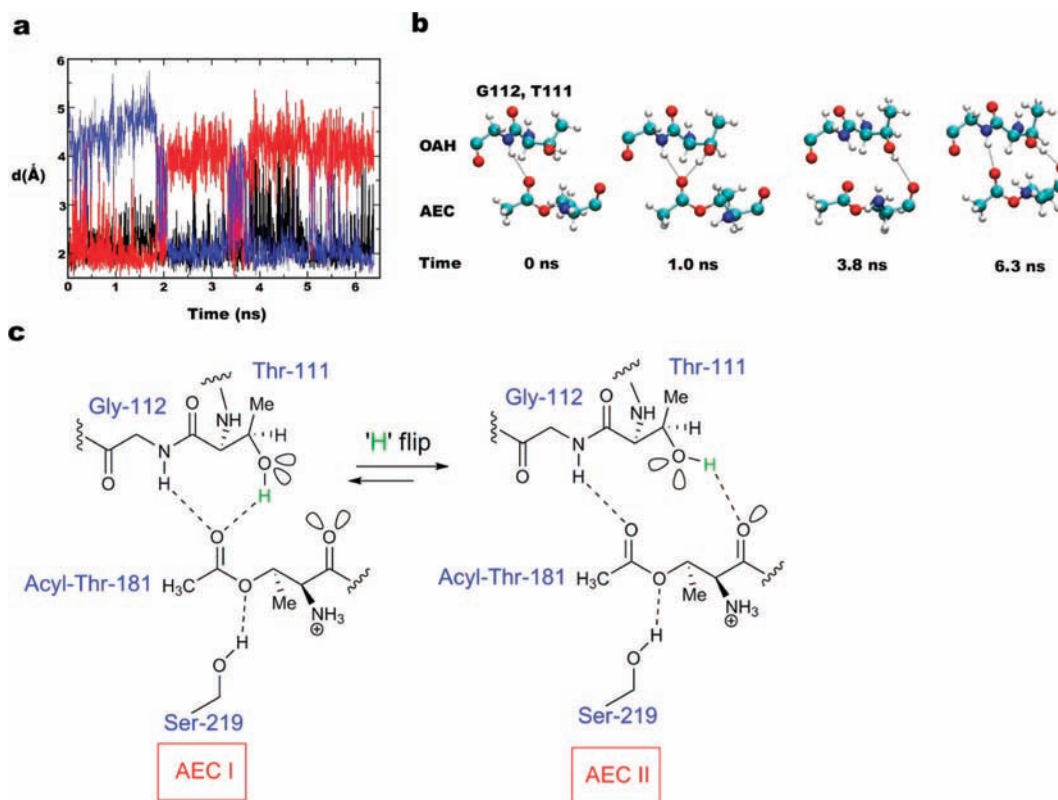 a
6
5
d(Å) 4
3
2
0 1 2 3 4 5 6
Time (ns)
b
G112, T111
OAH
AEC
Time 0 ns 1.0 ns 3.8 ns 6.3 ns
c
Thr-111
Gly-112
O NH Me
H
N
O H O
H
'H' flip
O O
Acyl-Thr-181
H₃C O Me
NH₃
⊕
H
O
Ser-219
AEC I
Thr-111
Gly-112
O NH Me
H
N
O H O H
O O
Acyl-Thr-181
H₃C O Me
NH₃
⊕
H
O
Ser-219
AEC II